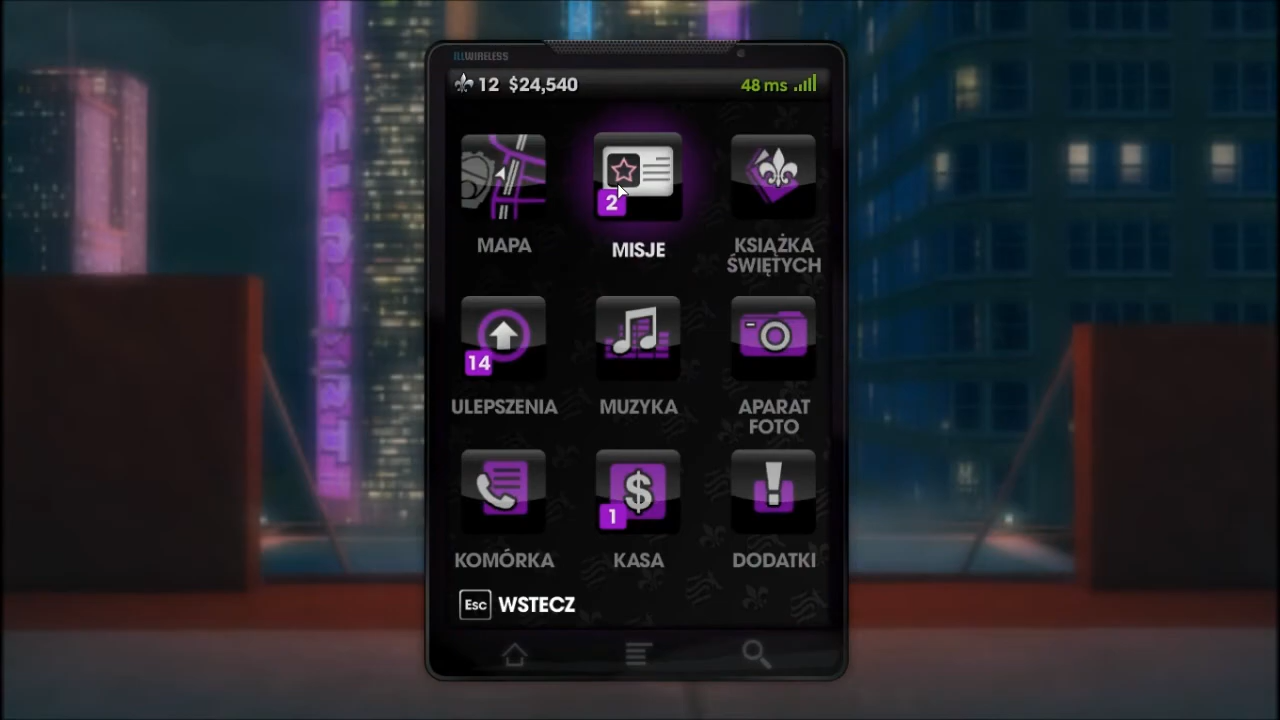 ILLWIRELESS
12 $24,540 48 ms
MAPA
MISJE
2
KSIĄŻKA
ŚWIĘTYCH
14
ULEPSZENIA
MUZYKA
APARAT
FOTO
KOMÓRKA
1
KASA
$
DODATKI
!
Esc WSTECZ